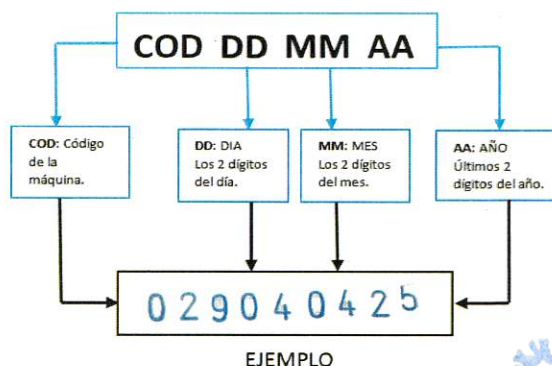 COD DD MM AA
COD: Código
de la
máquina.
DD: DIA
Los 2 dígitos
del día.
MM: MES
Los 2 dígitos
del mes.
AA: AÑO
Últimos 2
dígitos del año.
029040425
EJEMPLO